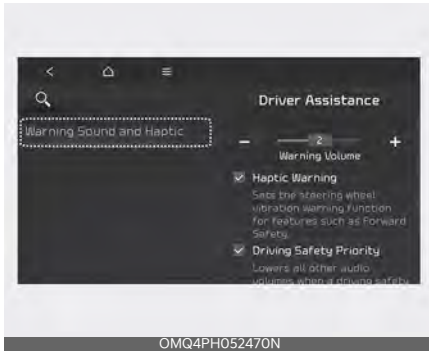 Driver Assistance
Warning Sound and Haptic
− 2 +
Warning Volume
Haptic Warning
Sets the steering wheel
vibration warning function
for features such as Forward
Safety.
Driving Safety Priority
Lowers all other audio
volumes when a driving safety
OMQ4PH052470N